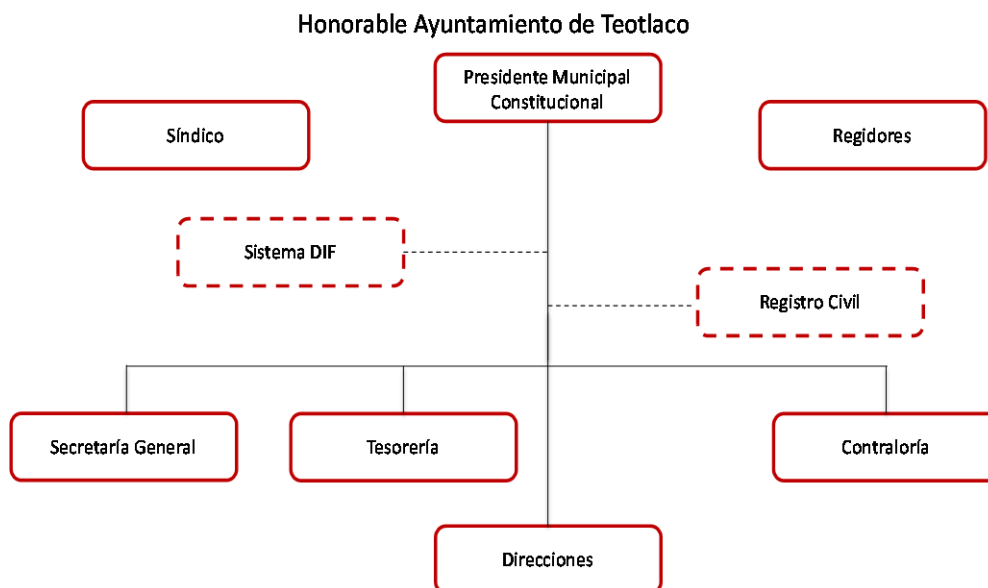 Honorable Ayuntamiento de Teotlaco
Presidente Municipal
Constitucional
Síndico
Regidores
Sistema DIF
Registro Civil
Secretaría General
Tesorería
Contraloría
Direcciones